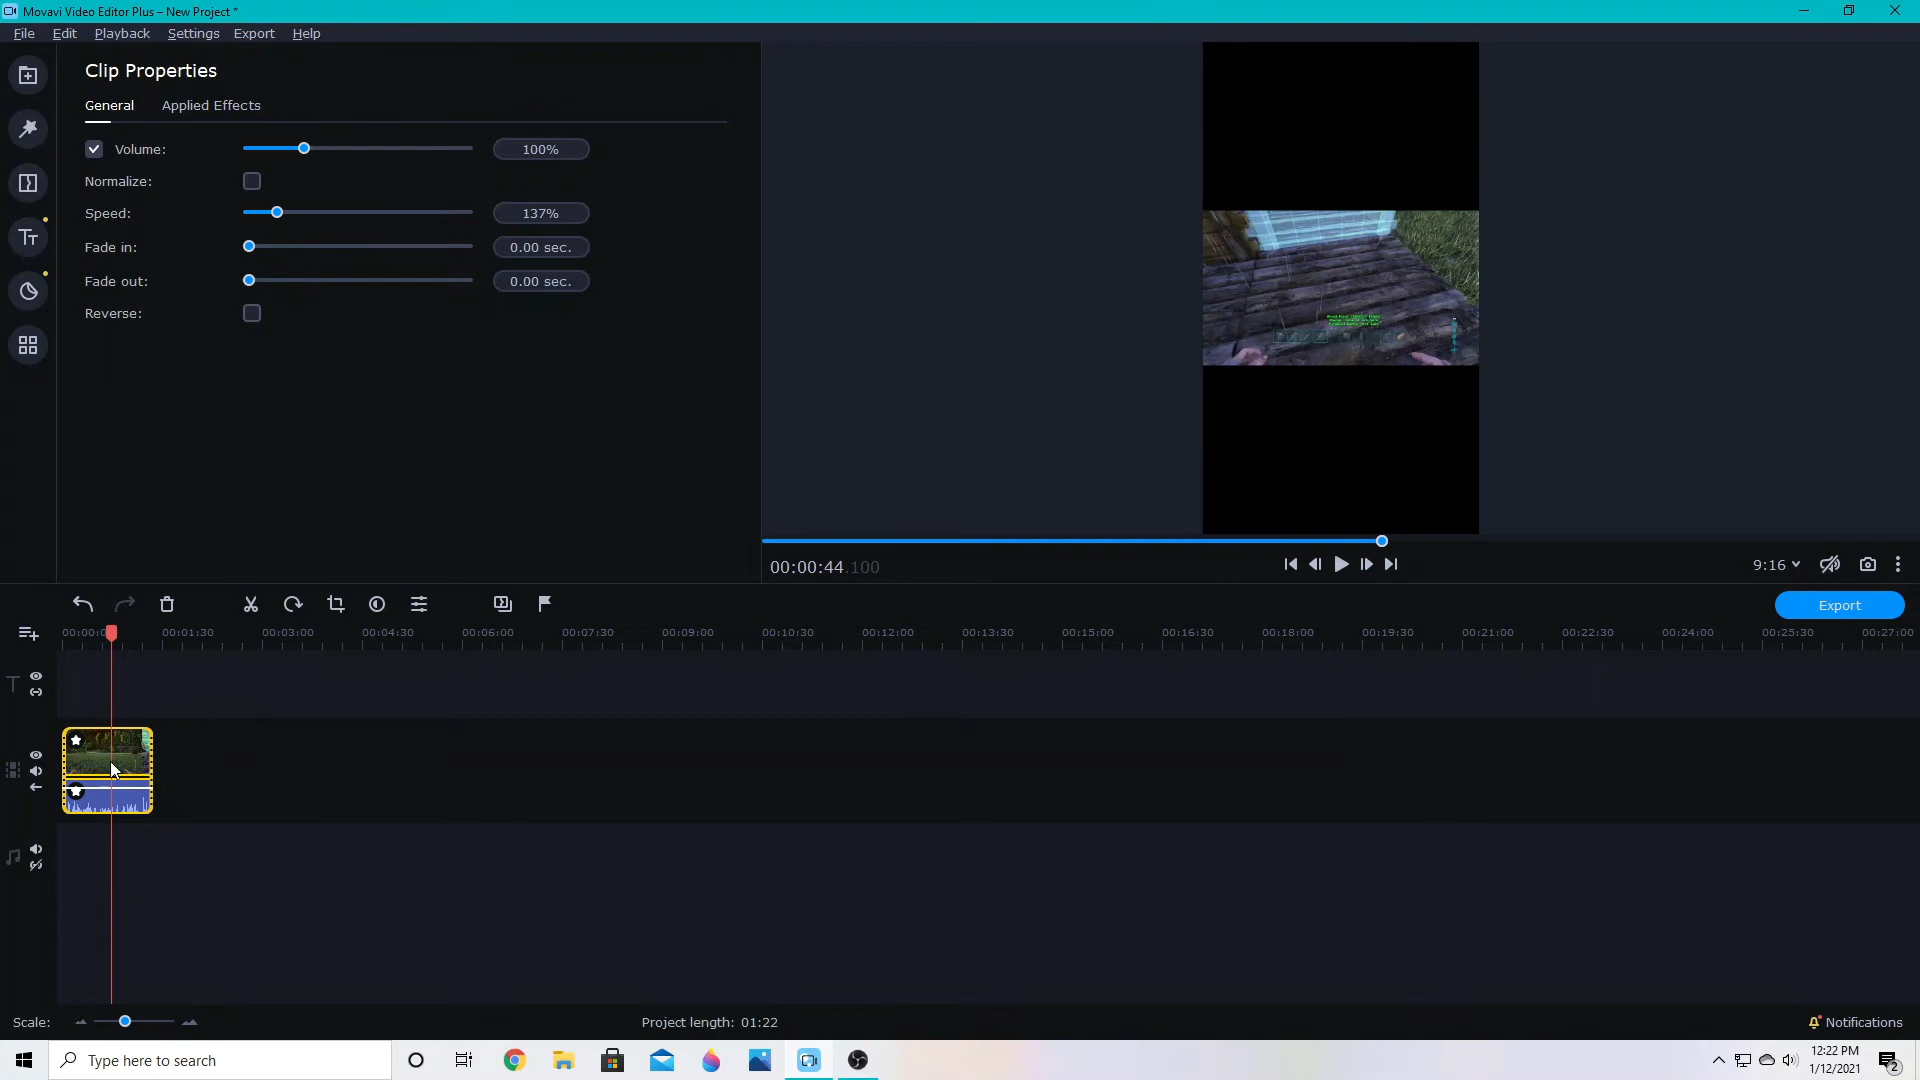 Movavi Video Editor Plus – New Project *
File Edit Playback Settings Export Help
Clip Properties
General Applied Effects
Volume: 100%
Normalize:
Speed: 137%
Fade in: 0.00 sec.
Fade out: 0.00 sec.
Reverse:
00:00:44.100
9:16
Export
00:01:30 00:03:00 00:04:30 00:06:00 00:07:30 00:09:00 00:10:30 00:12:00 00:13:30 00:15:00 00:16:30 00:18:00 00:19:30 00:21:00 00:22:30 00:24:00 00:25:30 00:27:00
Scale:
Project length: 01:22
Notifications
Type here to search
12:22 PM
1/12/2021
2